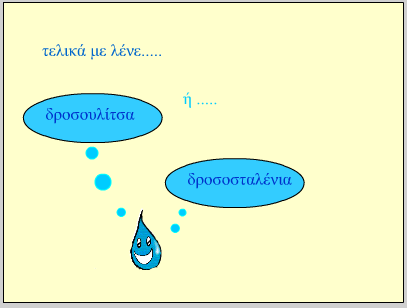 τελικά με λένε.....
ή .....
δροσουλίτσα
δροσοσταλένια